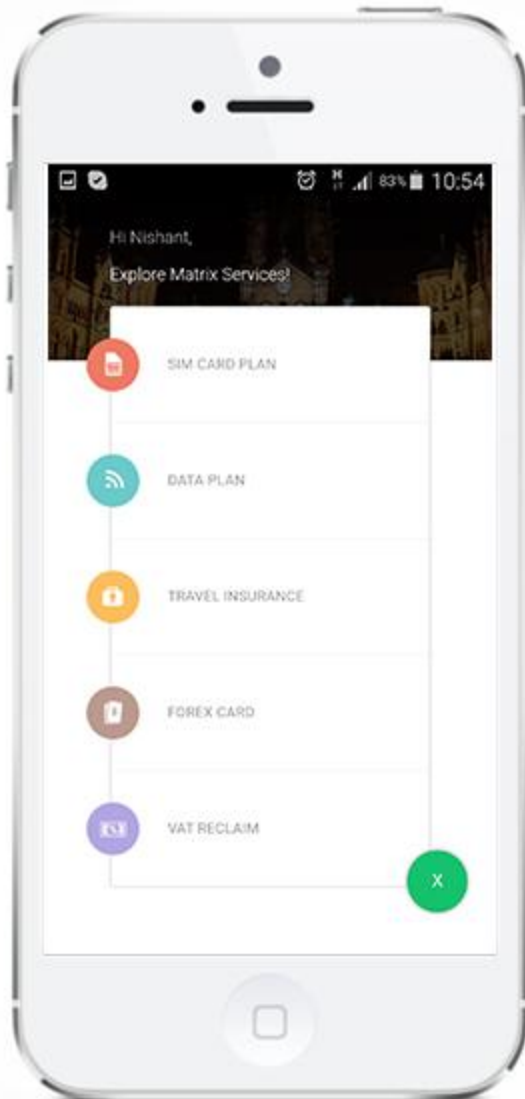 83% 10:54
Hi Nishant,
Explore Matrix Services!
SIM CARD PLAN
DATA PLAN
TRAVEL INSURANCE
FOREX CARD
VAT RECLAIM
X